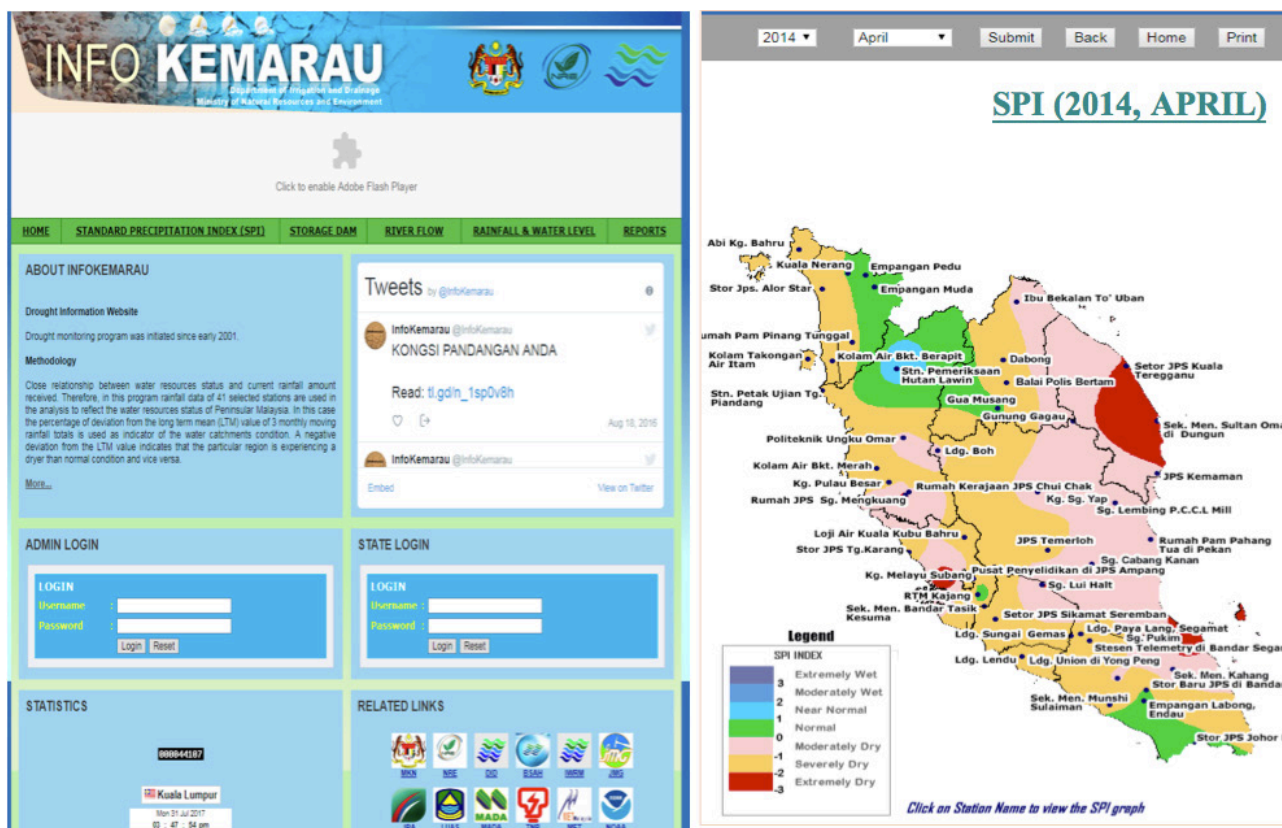 INFO KEMARAU
Department of Irrigation and Drainage
Ministry of Natural Resources and Environment
NRE
Click to enable Adobe Flash Player
HOME STANDARD PRECIPITATION INDEX (SPI) STORAGE DAM RIVER FLOW RAINFALL & WATER LEVEL REPORTS
ABOUT INFOKEMARAU
Drought Information Website
Drought monitoring program was initiated since early 2001.
Methodology
Close relationship between water resources status and current rainfall amount
received. Therefore, in this program rainfall data of 41 selected stations are used in
the analysis to reflect the water resources status of Peninsular Malaysia. In this case
the percentage of deviation from the long term mean (LTM) value of 3 monthly moving
rainfall totals is used as indicator of the water catchments condition. A negative
deviation from the LTM value indicates that the particular region is experiencing a
dryer than normal condition and vice versa.
More...
Tweets by @InfoKemarau
InfoKemarau @InfoKemarau
KONGSI PANDANGAN ANDA
Read: tl.gd/n_1sp0v8h
Aug 18, 2016
InfoKemarau @InfoKemarau
Embed View on Twitter
ADMIN LOGIN
LOGIN
Username :
Password :
Login Reset
STATE LOGIN
LOGIN
Username :
Password :
Login Reset
STATISTICS
000044107
Kuala Lumpur
Mon 31 Jul 2017
03 : 47 : 54 pm
RELATED LINKS
MKN NRE DID BSAH IWRM JMG
LUAS MADA TNB MET NOAA
2014 April Submit Back Home Print
SPI (2014, APRIL)
Abi Kg. Bahru
Kuala Nerang
Empangan Pedu
Stor Jps. Alor Star
Empangan Muda
Ibu Bekalan To' Uban
umah Pam Pinang Tunggal
Kolam Takongan
Air Itam
Kolam Air Bkt. Berapit
Dabong
Setor JPS Kuala
Teregganu
Stn. Pemeriksaan
Hutan Lawin
Balai Polis Bertam
Stn. Petak Ujian Tg.
Piandang
Gua Musang
Gunung Gagau
Sek. Men. Sultan Oma
di Dungun
Politeknik Ungku Omar
Ldg. Boh
Kolam Air Bkt. Merah
JPS Kemaman
Kg. Pulau Besar
Rumah Kerajaan JPS Chui Chak
Rumah JPS Sg. Mengkuang
Kg. Sg. Yap
Sg. Lembing P.C.C.L Mill
Loji Air Kuala Kubu Bahru
JPS Temerloh
Rumah Pam Pahang
Tua di Pekan
Stor JPS Tg.Karang
Sg. Cabang Kanan
Kg. Melayu Subang
Pusat Penyelidikan di JPS Ampang
Sg. Lui Halt
RTM Kajang
Sek. Men. Bandar Tasik
Kesuma
Setor JPS Sikamat Seremban
Ldg. Sungai Gemas
Ldg. Paya Lang, Segamat
Sg. Pukim
Stesen Telemetry di Bandar Segar
Ldg. Lendu
Ldg. Union di Yong Peng
Sek. Men. Kahang
Stor Baru JPS di Bandar
Sek. Men. Munshi
Sulaiman
Empangan Labong,
Endau
Stor JPS Johor
Legend
SPI INDEX
Extremely Wet
3
Moderately Wet
2
Near Normal
1
Normal
0
Moderately Dry
-1
Severely Dry
-2
Extremely Dry
-3
Click on Station Name to view the SPI graph